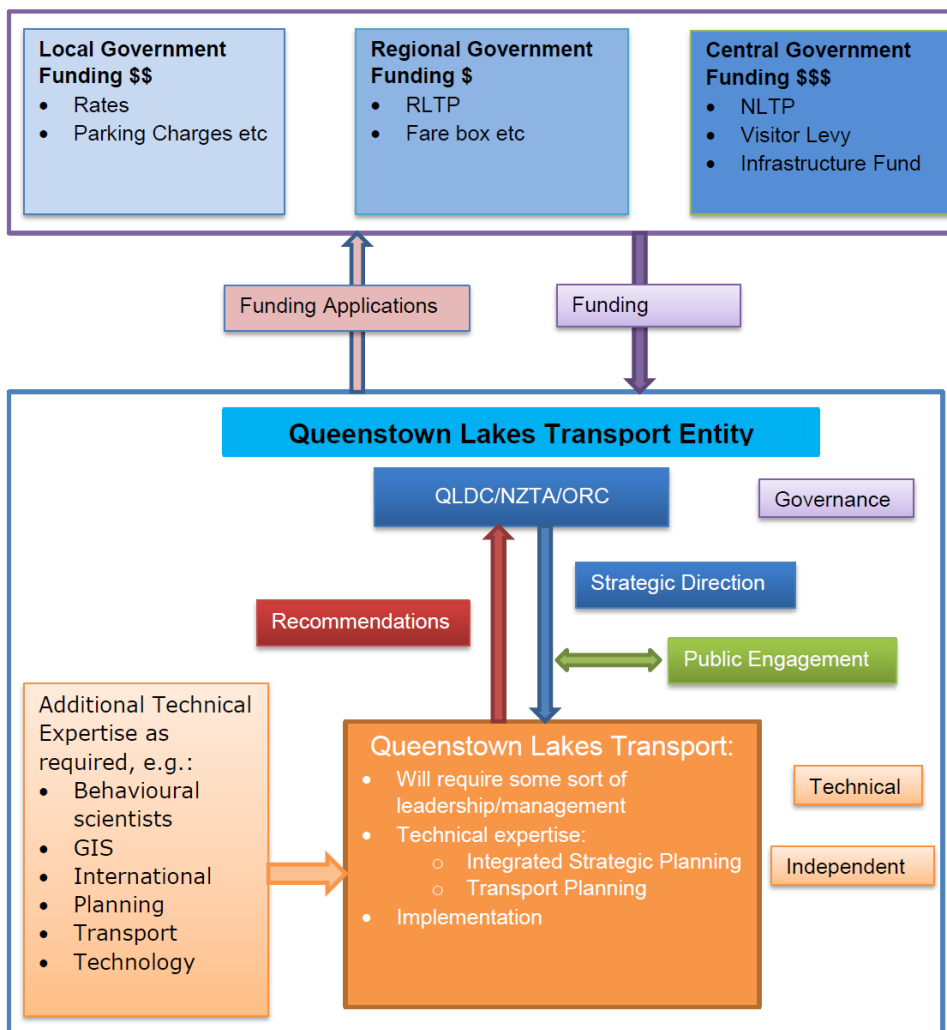 Local Government
Funding $$
• Rates
• Parking Charges etc
Regional Government
Funding $
• RLTP
• Fare box etc
Central Government
Funding $$$
• NLTP
• Visitor Levy
• Infrastructure Fund
Funding Applications
Funding
Queenstown Lakes Transport Entity
QLDC/NZTA/ORC
Governance
Strategic Direction
Recommendations
Public Engagement
Additional Technical
Expertise as
required, e.g.:
• Behavioural
scientists
• GIS
• International
• Planning
• Transport
• Technology
Queenstown Lakes Transport:
• Will require some sort of
leadership/management
• Technical expertise:
o Integrated Strategic Planning
o Transport Planning
• Implementation
Technical
Independent